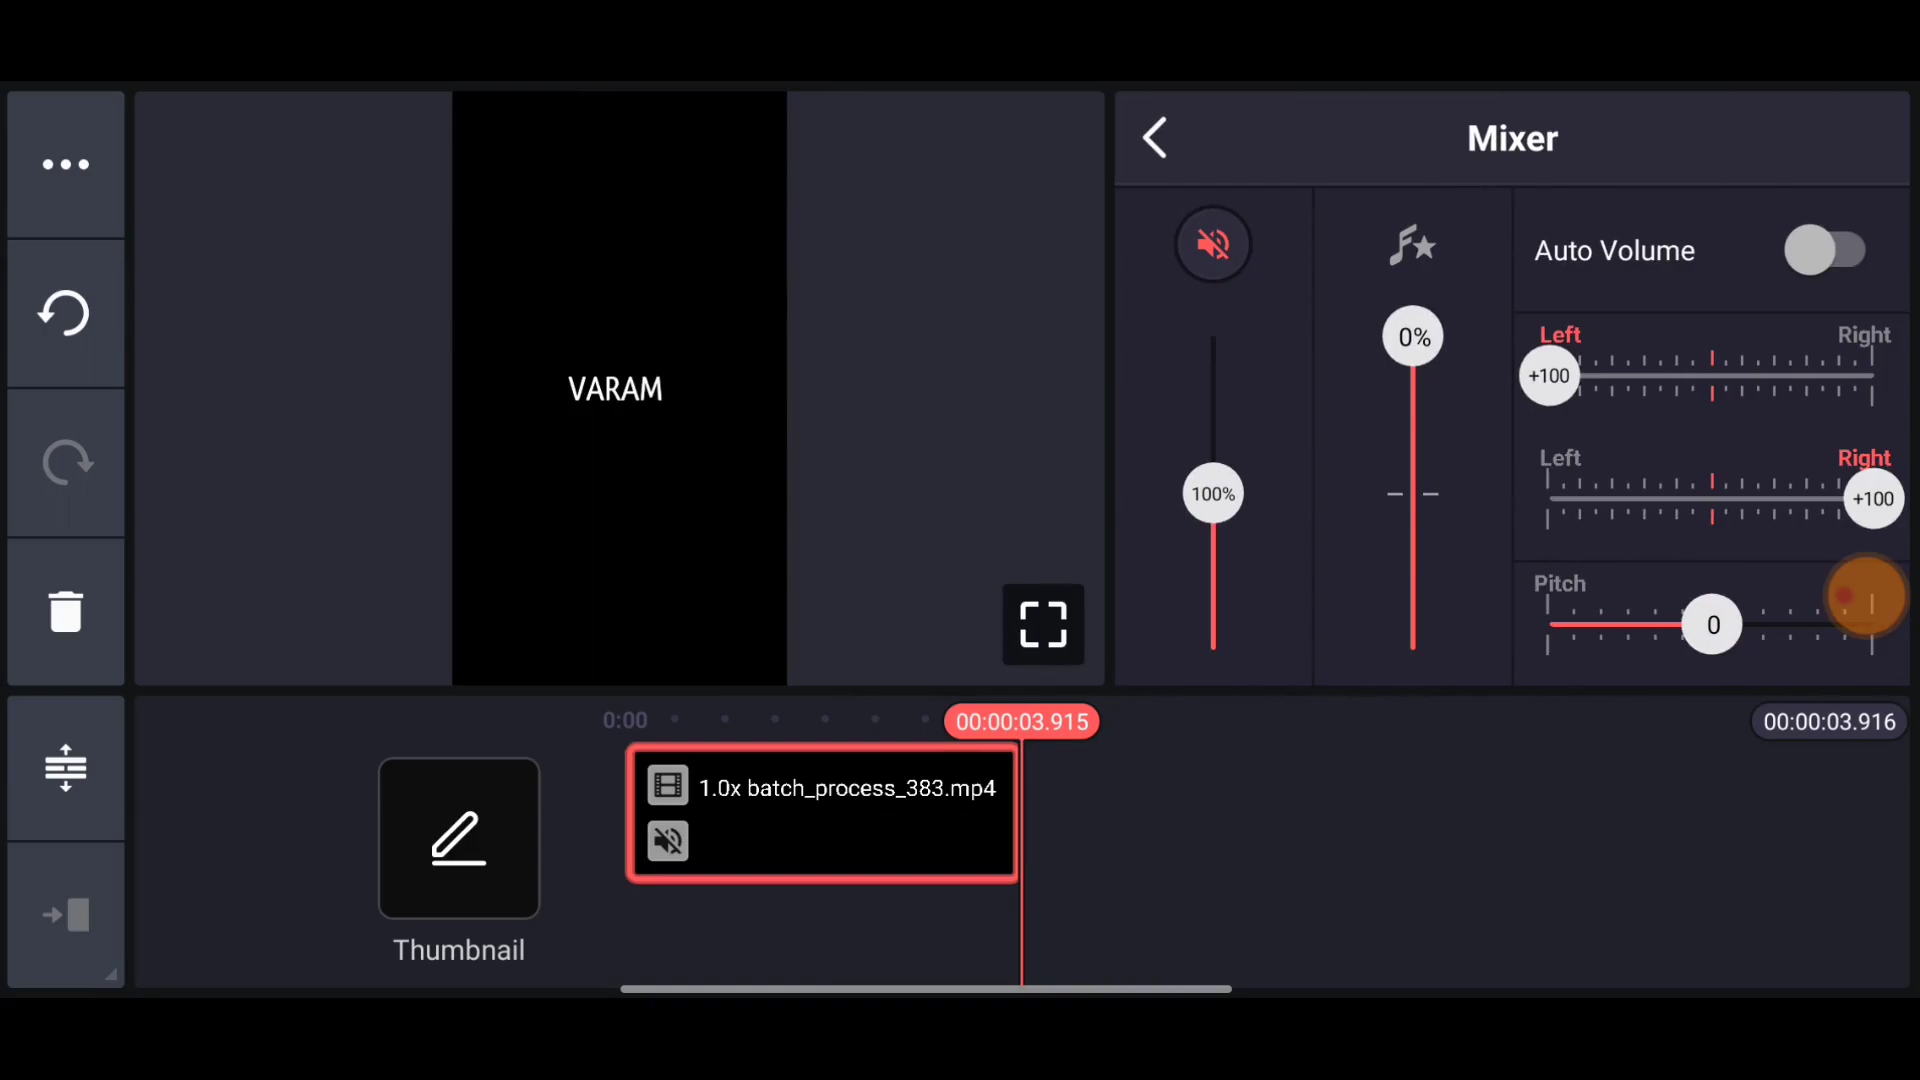 Mixer
Auto Volume
0%
Left
Right
+100
Left
Right
+100
100%
Pitch
0
VARAM
0:00
00:00:03.915
00:00:03.916
1.0x batch_process_383.mp4
Thumbnail